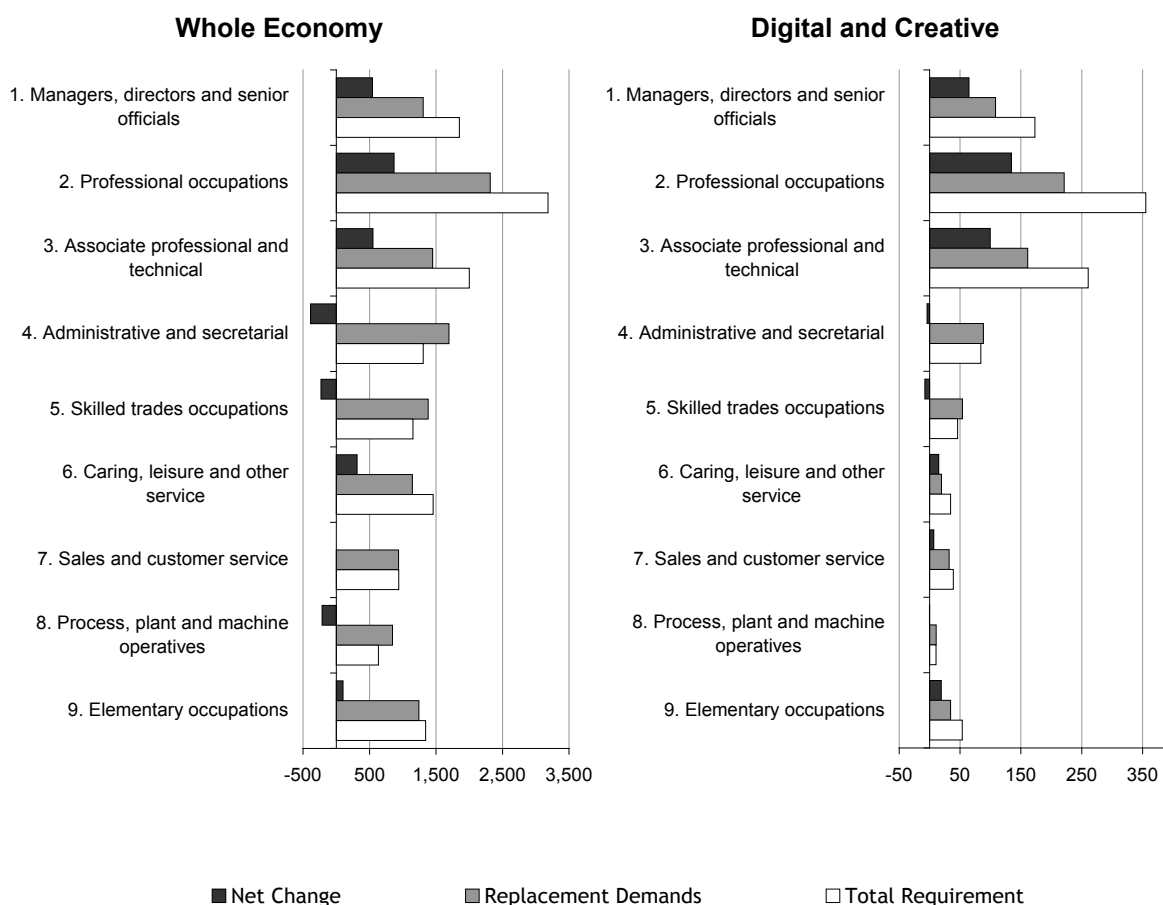 Whole Economy
Digital and Creative
1. Managers, directors and senior
officials
2. Professional occupations
3. Associate professional and
technical
4. Administrative and secretarial
5. Skilled trades occupations
6. Caring, leisure and other
service
7. Sales and customer service
8. Process, plant and machine
operatives
9. Elementary occupations
-500 500 1,500 2,500 3,500
1. Managers, directors and senior
officials
2. Professional occupations
3. Associate professional and
technical
4. Administrative and secretarial
5. Skilled trades occupations
6. Caring, leisure and other
service
7. Sales and customer service
8. Process, plant and machine
operatives
9. Elementary occupations
-50 50 150 250 350
Net Change Replacement Demands Total Requirement